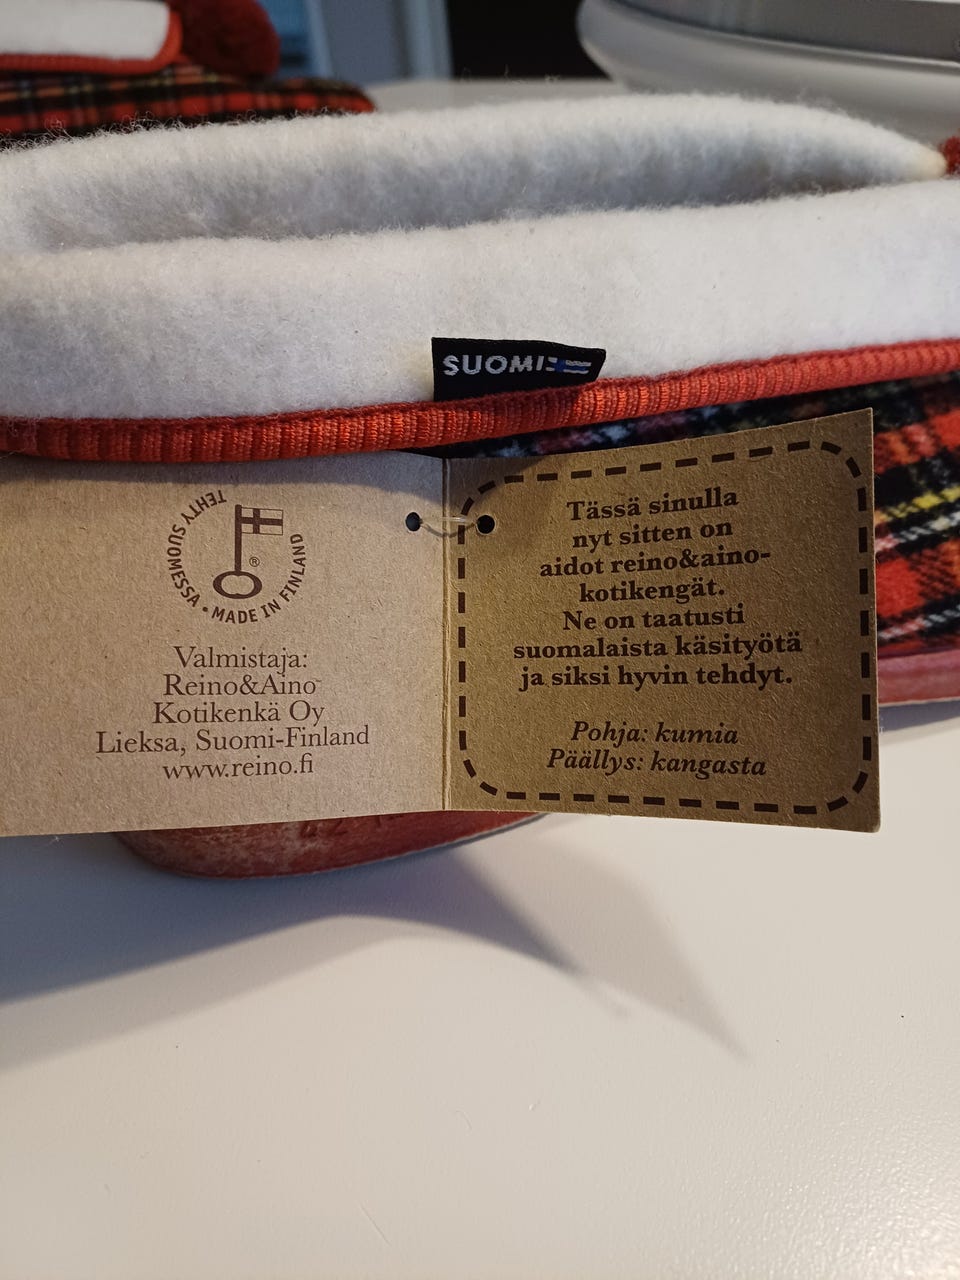 SUOMI
TEHTY SUOMESSA • MADE IN FINLAND
®
Valmistaja:
Reino&Aino
Kotikenkä Oy
Lieksa, Suomi-Finland
www.reino.fi
Tässä sinulla
nyt sitten on
aidot reino&aino-
kotikengät.
Ne on taatusti
suomalaista käsityötä
ja siksi hyvin tehdyt.
Pohja: kumia
Päällys: kangasta